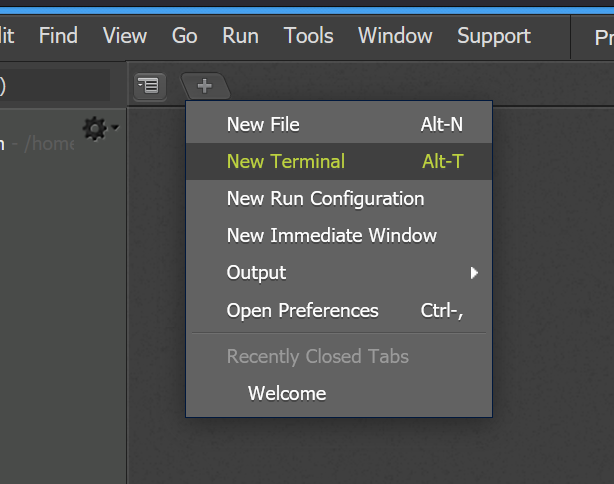 dit Find View Go Run Tools Window Support Pr
)
n - /home
New File Alt-N
New Terminal Alt-T
New Run Configuration
New Immediate Window
Output
Open Preferences Ctrl-,
Recently Closed Tabs
Welcome